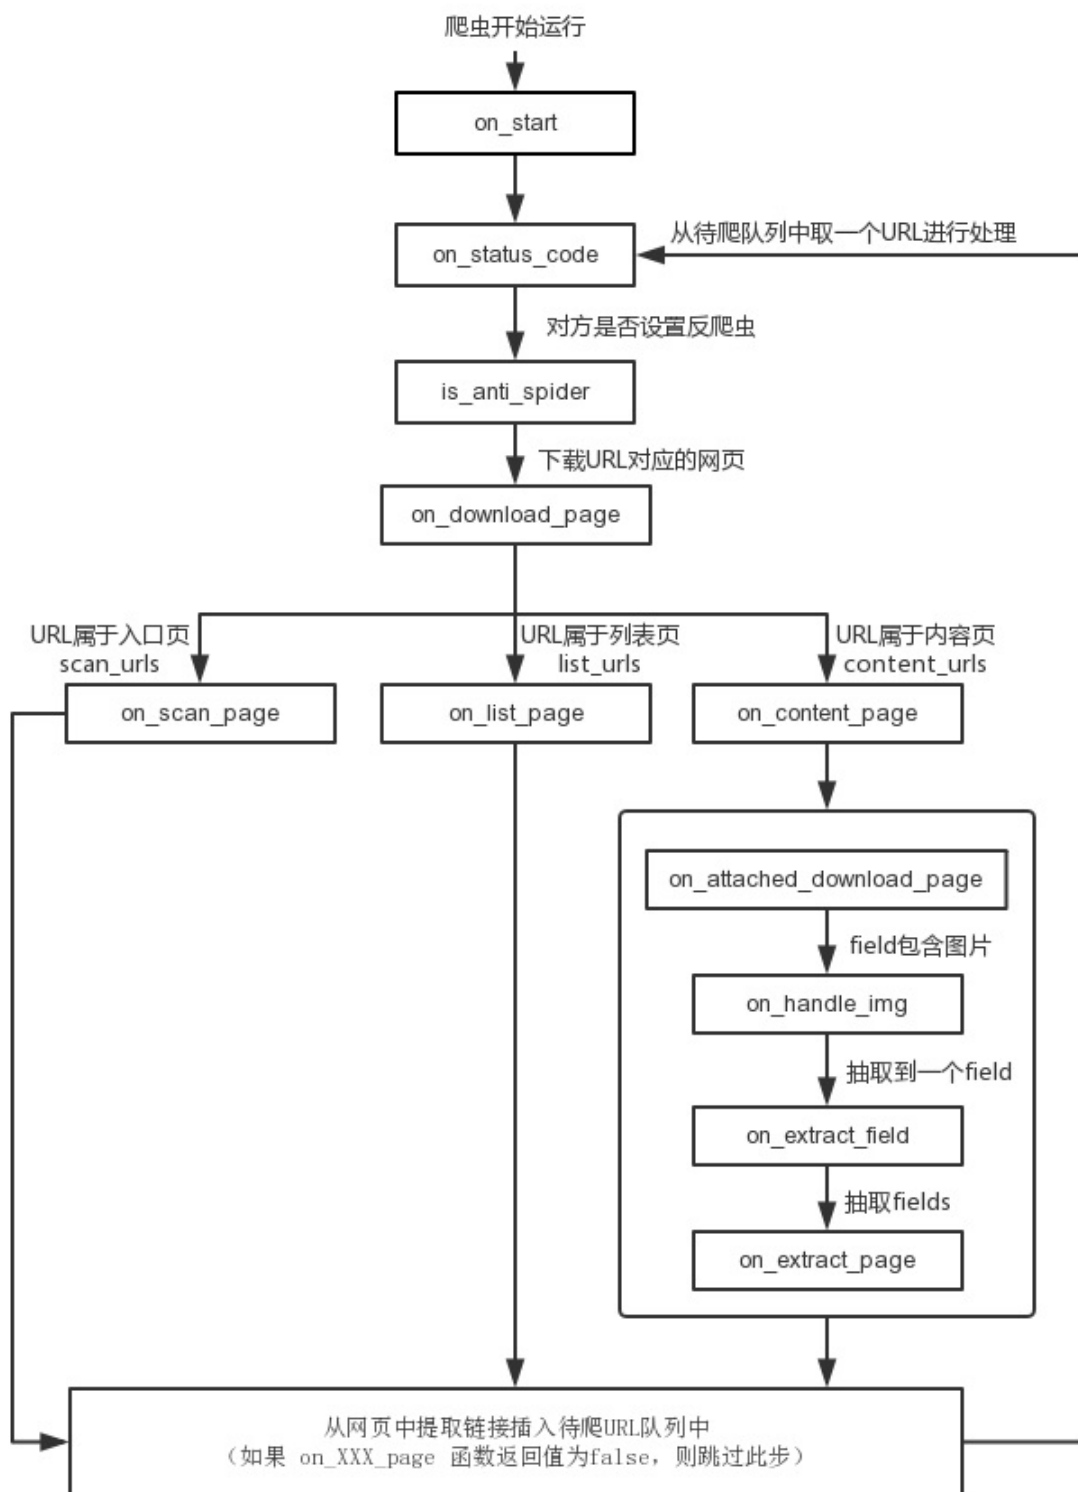 爬虫开始运行
on_start
从待爬队列中取一个URL进行处理
on_status_code
对方是否设置反爬虫
is_anti_spider
下载URL对应的网页
on_download_page
URL属于入口页
scan_urls
URL属于列表页
list_urls
URL属于内容页
content_urls
on_scan_page
on_list_page
on_content_page
on_attached_download_page
field包含图片
on_handle_img
抽取到一个field
on_extract_field
抽取fields
on_extract_page
从网页中提取链接插入待爬URL队列中
（如果 on_XXX_page 函数返回值为false，则跳过此步）